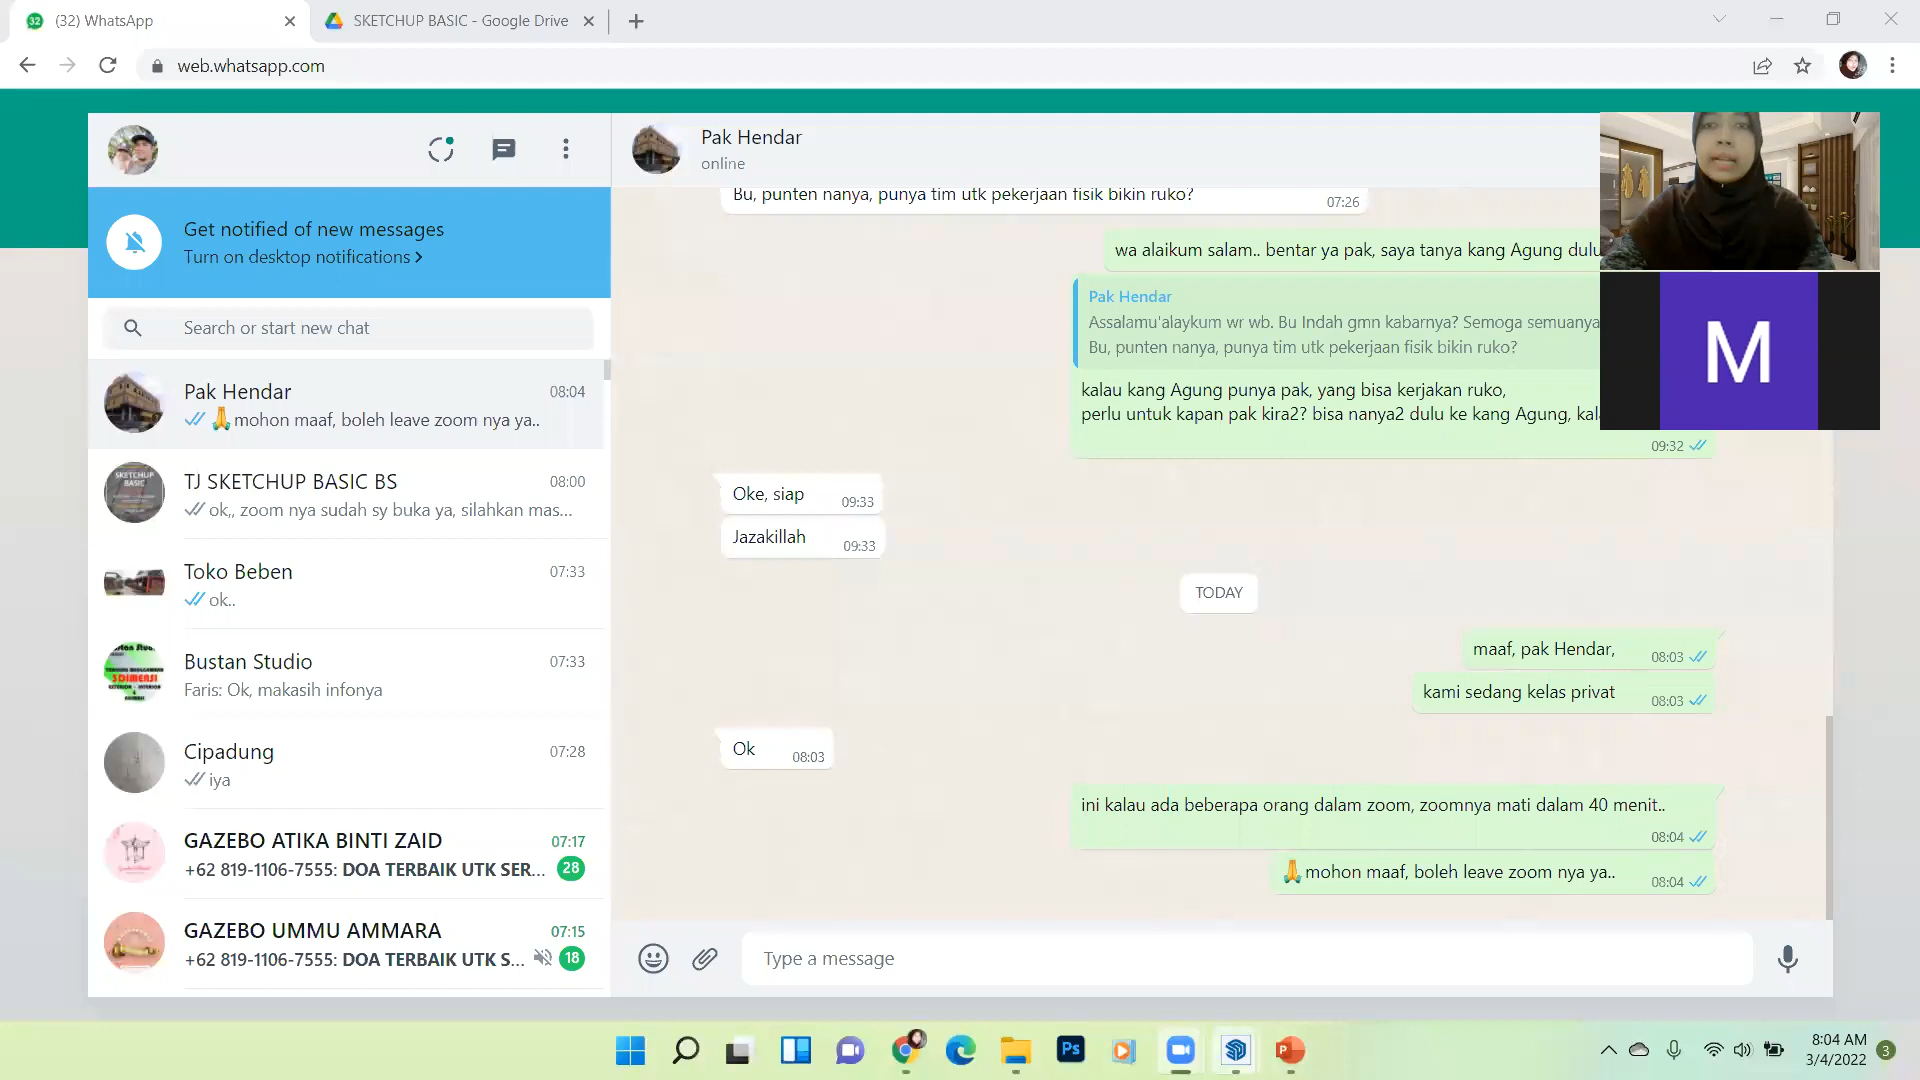 (32) WhatsApp
SKETCHUP BASIC - Google Drive
web.whatsapp.com
Get notified of new messages
Turn on desktop notifications >
Search or start new chat
Pak Hendar
08:04
🙏mohon maaf, boleh leave zoom nya ya..
TJ SKETCHUP BASIC BS
08:00
ok,, zoom nya sudah sy buka ya, silahkan mas...
Toko Beben
07:33
ok..
Bustan Studio
07:33
Faris: Ok, makasih infonya
Cipadung
07:28
iya
GAZEBO ATIKA BINTI ZAID
07:17
+62 819-1106-7555: DOA TERBAIK UTK SER...
28
GAZEBO UMMU AMMARA
07:15
+62 819-1106-7555: DOA TERBAIK UTK S...
18
Pak Hendar
online
Bu, punten nanya, punya tim utk pekerjaan fisik bikin ruko?
07:26
wa alaikum salam.. bentar ya pak, saya tanya kang Agung dulu
Pak Hendar
Assalamu'alaykum wr wb. Bu Indah gmn kabarnya? Semoga semuanya
Bu, punten nanya, punya tim utk pekerjaan fisik bikin ruko?
kalau kang Agung punya pak, yang bisa kerjakan ruko,
perlu untuk kapan pak kira2? bisa nanya2 dulu ke kang Agung, kal
09:32
Oke, siap
09:33
Jazakillah
09:33
TODAY
maaf, pak Hendar,
08:03
kami sedang kelas privat
08:03
Ok
08:03
ini kalau ada beberapa orang dalam zoom, zoomnya mati dalam 40 menit..
08:04
🙏mohon maaf, boleh leave zoom nya ya..
08:04
Type a message
M
Ps
P
8:04 AM
3/4/2022
3